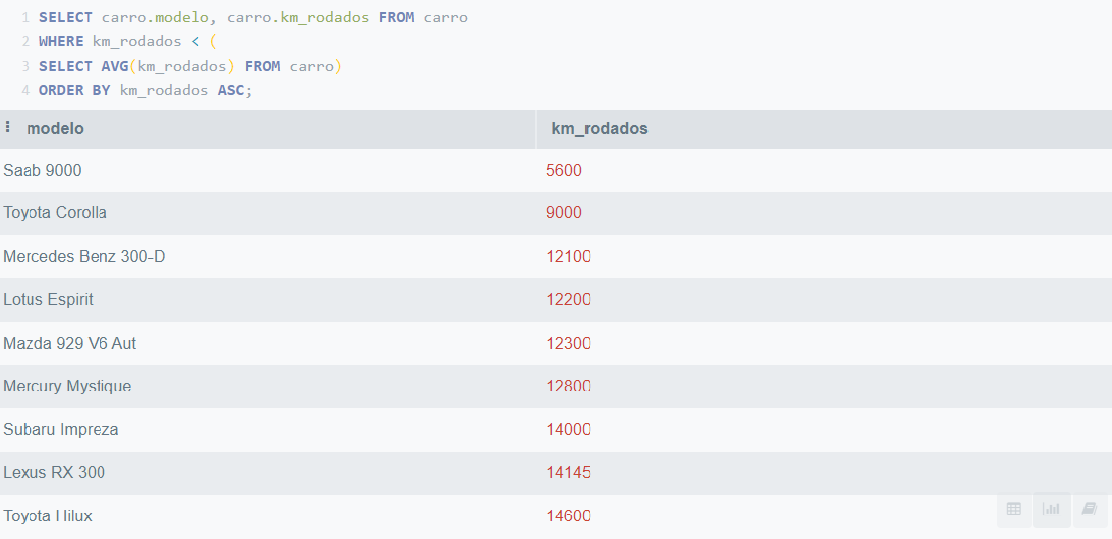 1 SELECT carro.modelo, carro.km_rodados FROM carro
2 WHERE km_rodados < (
3 SELECT AVG(km_rodados) FROM carro)
4 ORDER BY km_rodados ASC;
modelo km_rodados
Saab 9000 5600
Toyota Corolla 9000
Mercedes Benz 300-D 12100
Lotus Espirit 12200
Mazda 929 V6 Aut 12300
Mercury Mystique 12800
Subaru Impreza 14000
Lexus RX 300 14145
Toyota Hilux 14600